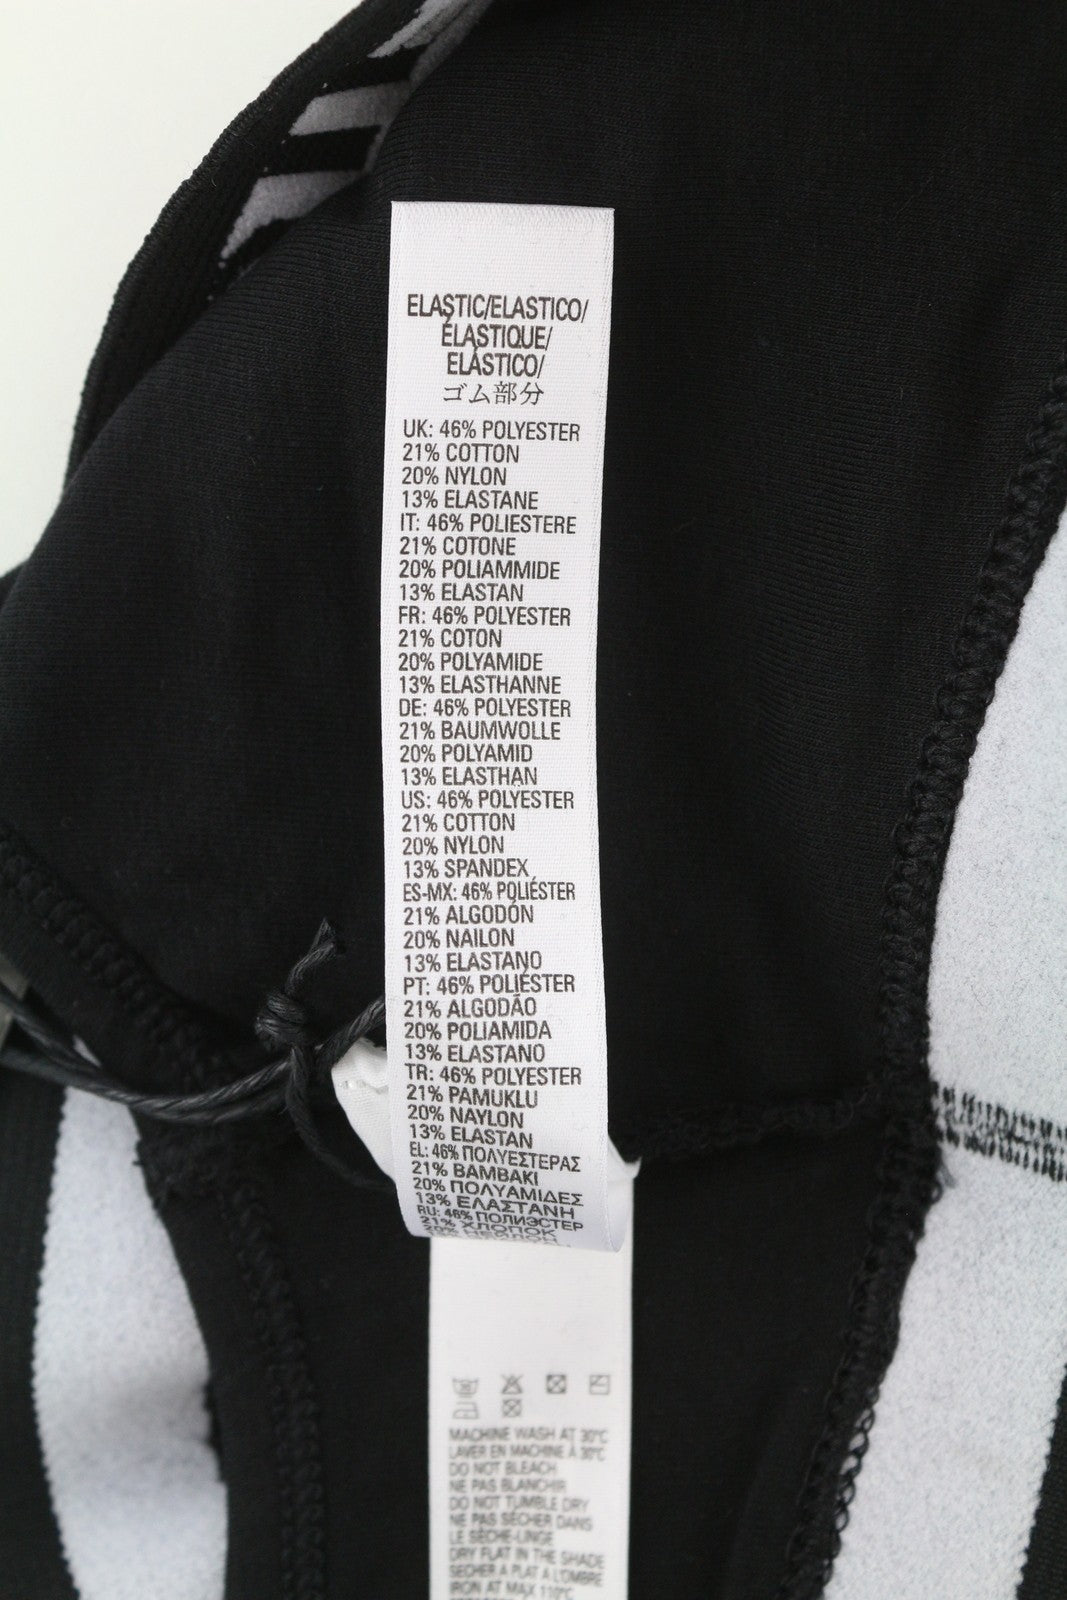 ELASTIC/ELASTICO/
ÉLASTIQUE/
ELÁSTICO/
ゴム部分
UK: 46% POLYESTER
21% COTTON
20% NYLON
13% ELASTANE
IT: 46% POLIESTERE
21% COTONE
20% POLIAMMIDE
13% ELASTAN
FR: 46% POLYESTER
21% COTON
20% POLYAMIDE
13% ELASTHANNE
DE: 46% POLYESTER
21% BAUMWOLLE
20% POLYAMID
13% ELASTHAN
US: 46% POLYESTER
21% COTTON
20% NYLON
13% SPANDEX
ES-MX: 46% POLIÉSTER
21% ALGODÓN
20% NAILON
13% ELASTANO
PT: 46% POLIÉSTER
21% ALGODÃO
20% POLIAMIDA
13% ELASTANO
TR: 46% POLYESTER
21% PAMUKLU
20% NAYLON
13% ELASTAN
EL: 46% ΠΟΛΥΕΣΤΕΡΑΣ
21% ΒΑΜΒΑΚΙ
20% ΠΟΛΥΑΜΙΔΕΣ
13% ΕΛΑΣΤΑΝΗ
RU: 46% ПОЛИЭСТЕР
21% ХЛОПОК
20% НЕЙЛОН
MACHINE WASH AT 30°C
LAVER EN MACHINE À 30°C
DO NOT BLEACH
NE PAS BLANCHIR
DO NOT TUMBLE DRY
NE PAS SÉCHER DANS
LE SÈCHE-LINGE
DRY FLAT IN THE SHADE
SECHER A PLAT A L'OMBRE
IRON AT MAX 110°C